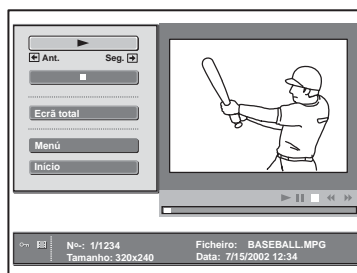 Ant. Seg.
Ecrã total
Menú
Início
Nº-: 1/1234 Ficheiro: BASEBALL.MPG
Tamanho: 320x240 Data: 7/15/2002 12:34